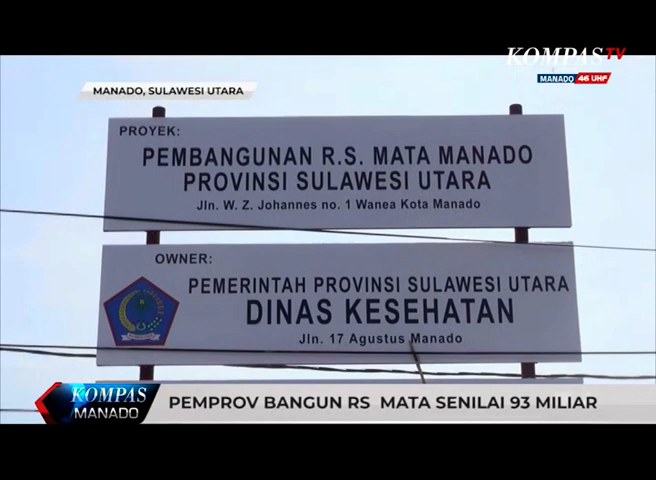 KOMPAS TV
MANADO 46 UHF
MANADO, SULAWESI UTARA
PROYEK:
PEMBANGUNAN R.S. MATA MANADO
PROVINSI SULAWESI UTARA
Jln. W. Z. Johannes no. 1 Wanea Kota Manado
OWNER:
PEMERINTAH PROVINSI SULAWESI UTARA
DINAS KESEHATAN
Jln. 17 Agustus Manado
KOMPAS
MANADO
PEMPROV BANGUN RS MATA SENILAI 93 MILIAR